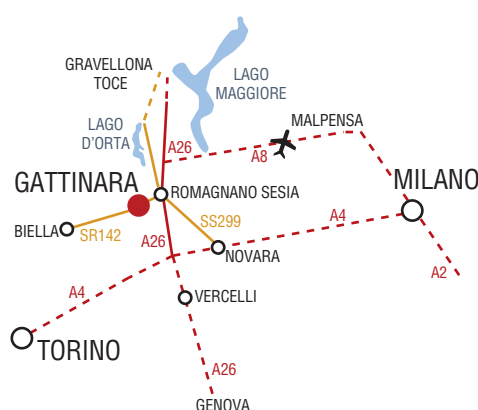 GRAVELLONA
TOCE
LAGO
MAGGIORE
MALPENSA
LAGO
D'ORTA
A26
A8
GATTINARA
ROMAGNANO SESIA
MILANO
BIELLA
SR142
SS299
A4
A26
NOVARA
A2
A4
VERCELLI
TORINO
A26
GENOVA